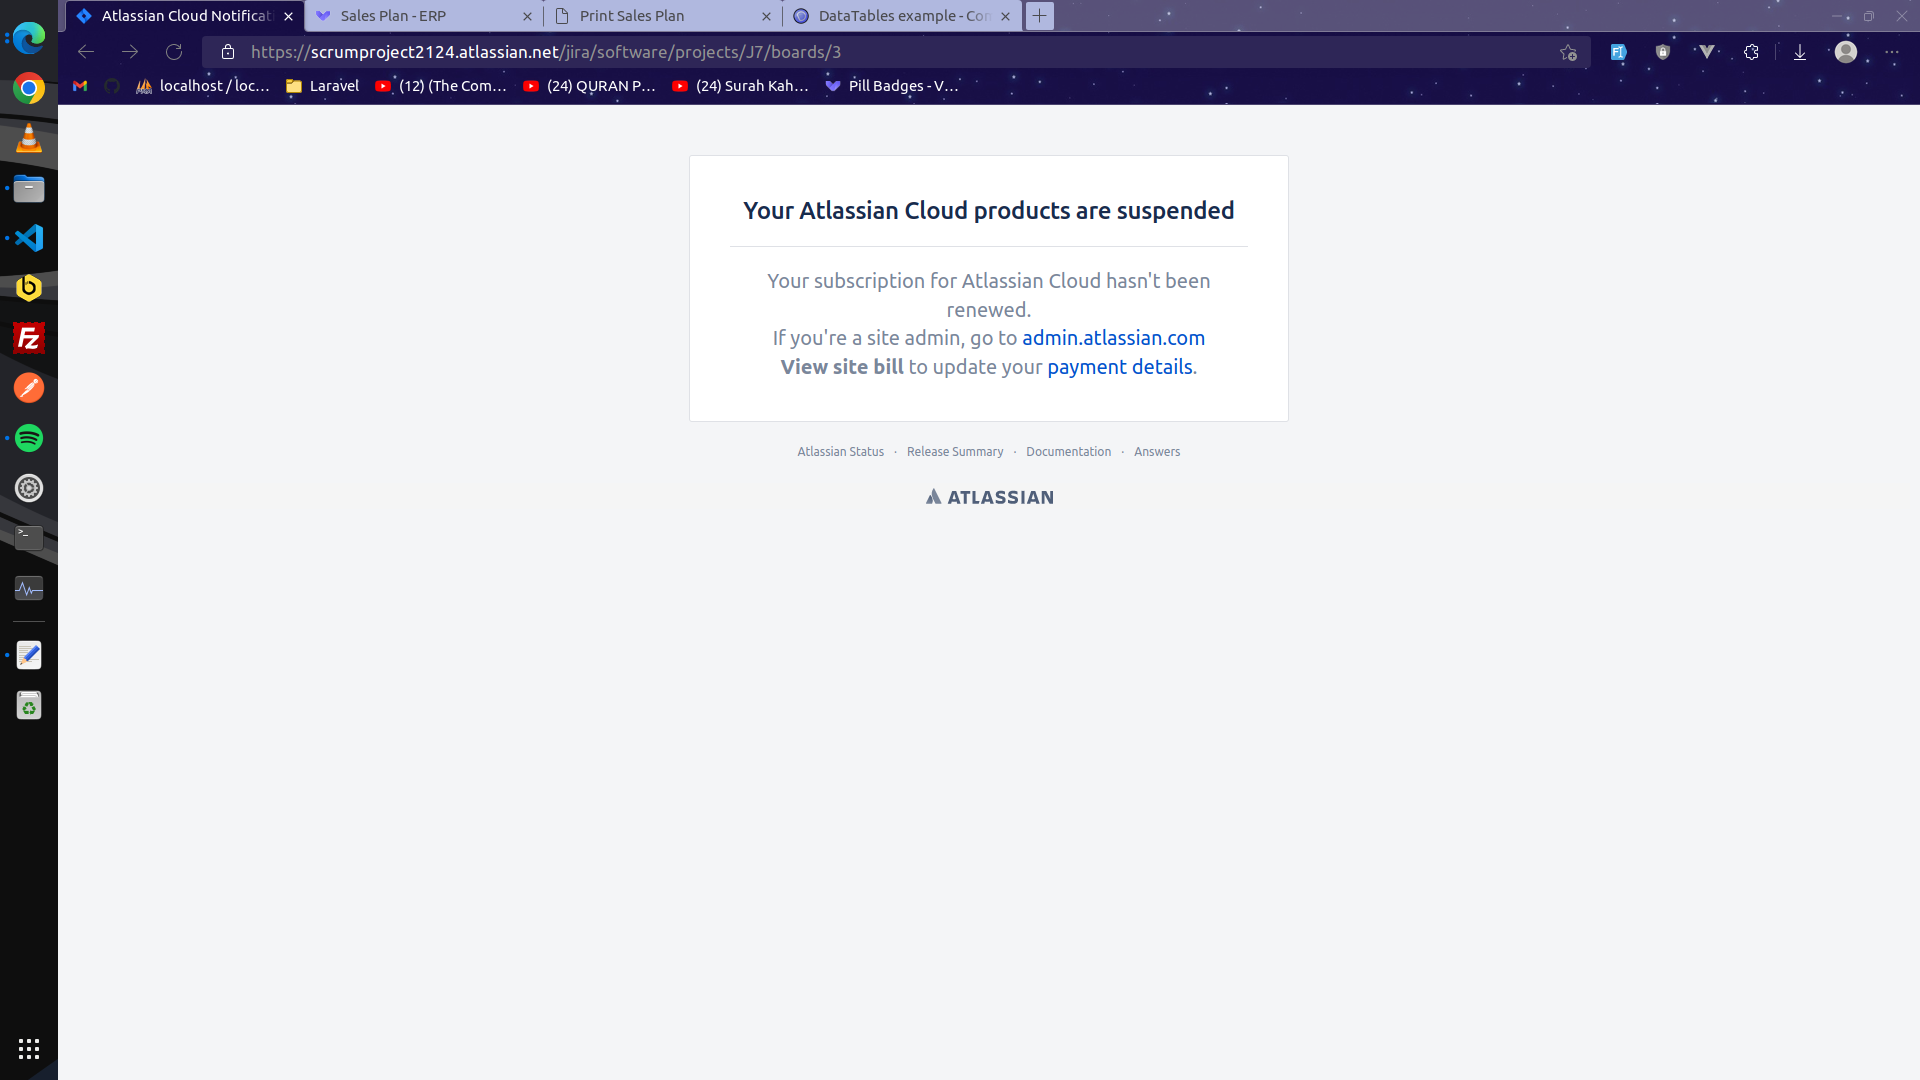 Atlassian Cloud Notificat
Sales Plan - ERP
Print Sales Plan
DataTables example - Con
https://scrumproject2124.atlassian.net/jira/software/projects/J7/boards/3
localhost / loc...
Laravel
(12) (The Com...
(24) QURAN P...
(24) Surah Kah...
Pill Badges - V...
Your Atlassian Cloud products are suspended
Your subscription for Atlassian Cloud hasn't been
renewed.
If you're a site admin, go to admin.atlassian.com
View site bill to update your payment details.
Atlassian Status · Release Summary · Documentation · Answers
ATLASSIAN